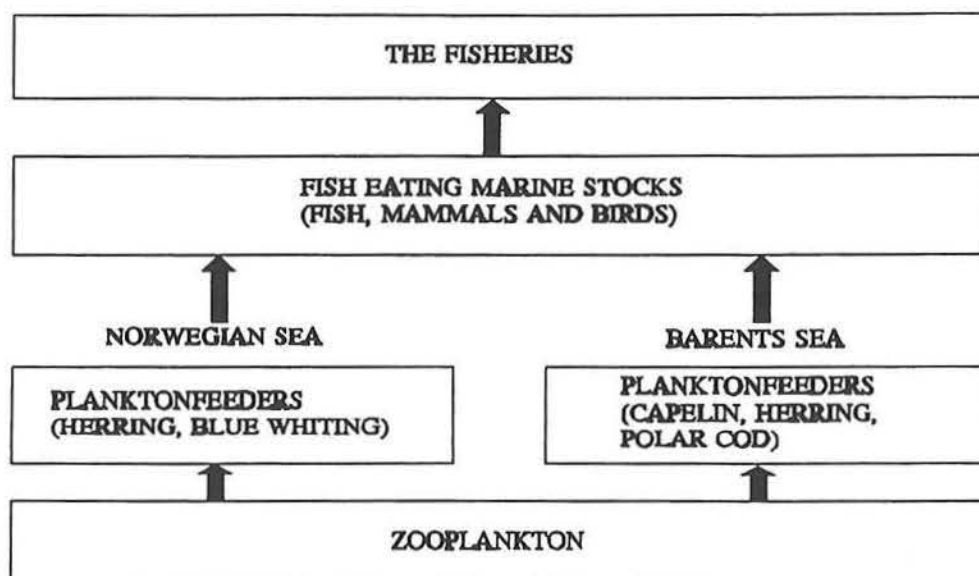 THE FISHERIES
FISH EATING MARINE STOCKS
(FISH, MAMMALS AND BIRDS)
NORWEGIAN SEA
BARENTS SEA
PLANKTONFEEDERS
(HERRING, BLUE WHITING)
PLANKTONFEEDERS
(CAPELIN, HERRING,
POLAR COD)
ZOOPLANKTON